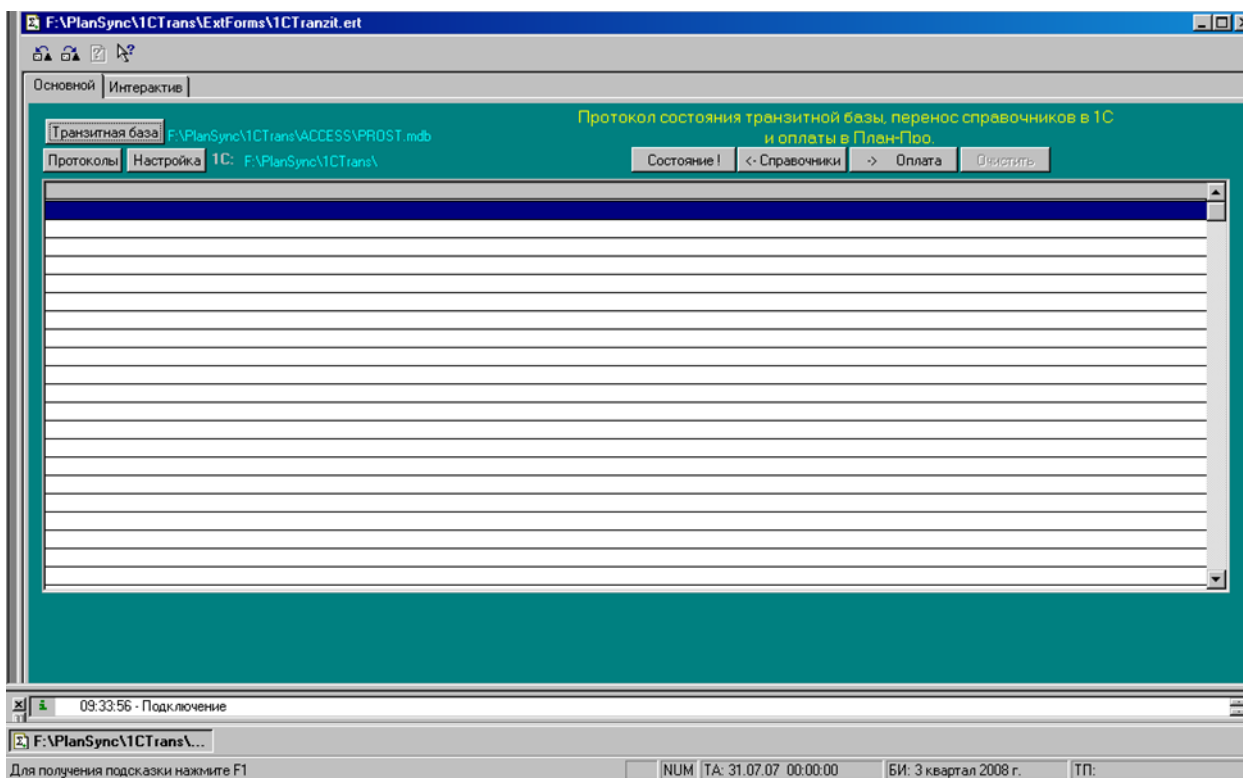 F:\PlanSync\1CTrans\ExtForms\1CTranzit.ert
Основной Интерактив
Транзитная база F:\PlanSync\1CTrans\ACCESS\PROST.mdb
Протокол состояния транзитной базы, перенос справочников в 1С
и оплаты в План-Про.
Протоколы Настройка 1С: F:\PlanSync\1CTrans\
Состояние ! <- Справочники -> Оплата Очистить
09:33:56 - Подключение
F:\PlanSync\1CTrans\...
Для получения подсказки нажмите F1 NUM ТА: 31.07.07 00:00:00 БИ: 3 квартал 2008 г. ТП: